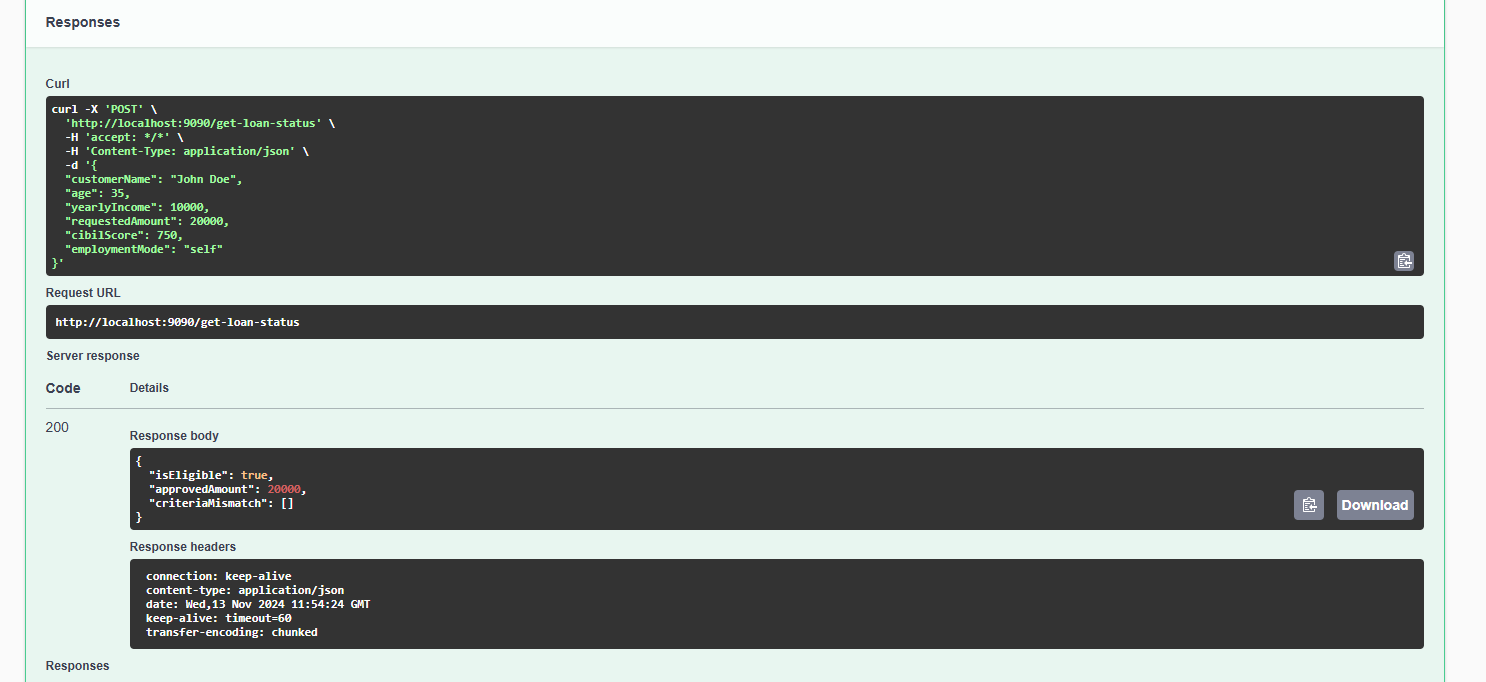 Responses
Curl
curl -X 'POST' \
  'http://localhost:9090/get-loan-status' \
  -H 'accept: */*' \
  -H 'Content-Type: application/json' \
  -d '{
  "customerName": "John Doe",
  "age": 35,
  "yearlyIncome": 10000,
  "requestedAmount": 20000,
  "cibilScore": 750,
  "employmentMode": "self"
}'
Request URL
http://localhost:9090/get-loan-status
Server response
Code Details
200
Response body
{
  "isEligible": true,
  "approvedAmount": 20000,
  "criteriaMismatch": []
}
Download
Response headers
connection: keep-alive
content-type: application/json
date: Wed,13 Nov 2024 11:54:24 GMT
keep-alive: timeout=60
transfer-encoding: chunked
Responses